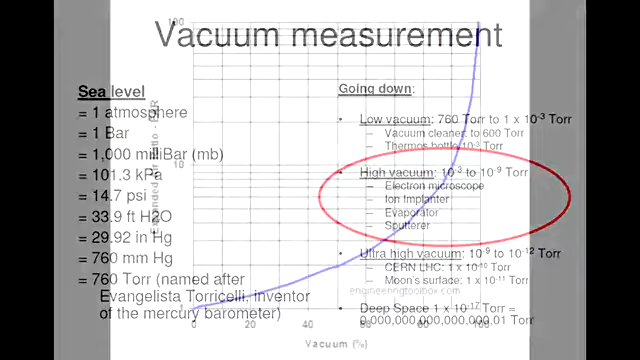 Vacuum measurement
Sea level
= 1 atmosphere
= 1 Bar
= 1,000 milliBar (mb)
= 101.3 kPa
= 14.7 psi
= 33.9 ft H2O
= 29.92 in Hg
= 760 mm Hg
= 760 Torr (named after
Evangelista Torricelli, inventor
of the mercury barometer)
Going down:
• Low vacuum: 760 Torr to 1 x 10-3 Torr
– Vacuum cleaner: to 600 Torr
– Thermos bottle: 10-3 Torr
• High vacuum: 10-3 to 10-9 Torr
– Electron microscope
– Ion Implanter
– Evaporator
– Sputterer
• Ultra high vacuum: 10-9 to 10-12 Torr
– CERN LHC: 1 x 10-10 Torr
– Moon's surface: 1 x 10-11 Torr
• Deep Space 1 x 10-17 Torr =
0.000,000,000,000,000,01 Torr
100
10
1
engineeringtoolbox.com
0 20 40 60 80 100
Vacuum (%)